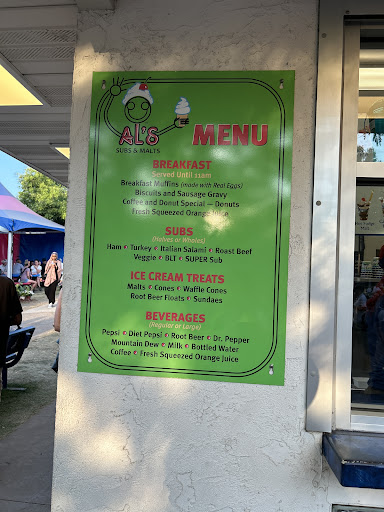 AL'S
SUBS & MALTS
MENU
BREAKFAST
Served Until 11am
Breakfast Muffins (made with Real Eggs)
Biscuits and Sausage Gravy
Coffee and Donut Special — Donuts
Fresh Squeezed Orange Juice
SUBS
(Halves or Wholes)
Ham • Turkey • Italian Salami • Roast Beef
Veggie • BLT • SUPER Sub
ICE CREAM TREATS
Malts • Cones • Waffle Cones
Root Beer Floats • Sundaes
BEVERAGES
(Regular or Large)
Pepsi • Diet Pepsi • Root Beer • Dr. Pepper
Mountain Dew • Milk • Bottled Water
Coffee • Fresh Squeezed Orange Juice